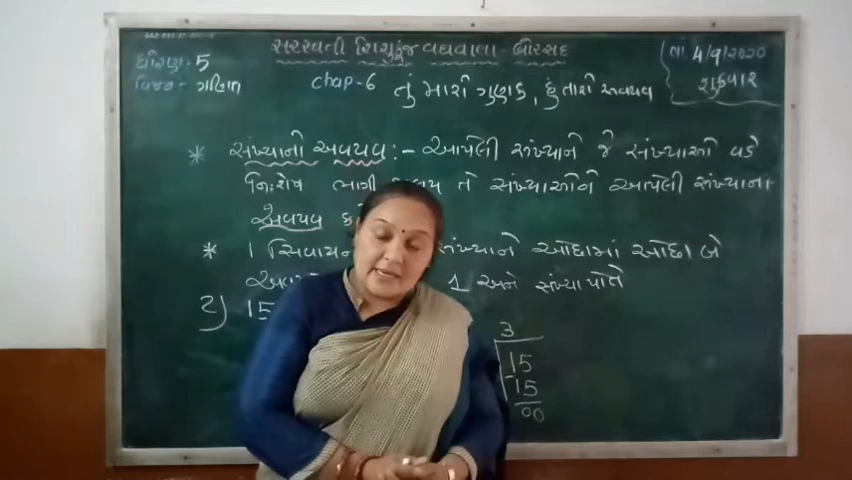 સરસ્વતી શિશુકુંજ વઘવાલા - બોરસદ
ધોરણ - 5
વિષય - ગણિત
તા. 4/9/2020
શુક્રવાર
chap-6 તું મારો ગુણક, હું તારો અવયવ
* સંખ્યાનો અવયવ :- આપેલી સંખ્યાને જે સંખ્યાઓ વડે
નિઃશેષ ભાગી તે સંખ્યાઓને આપેલી સંખ્યાના
અવયવ
* 1 સિવાયન સંખ્યાને ઓછામાં ઓછા બે
1 અને સંખ્યા પોતે
2) 15
3
15
- 15
00